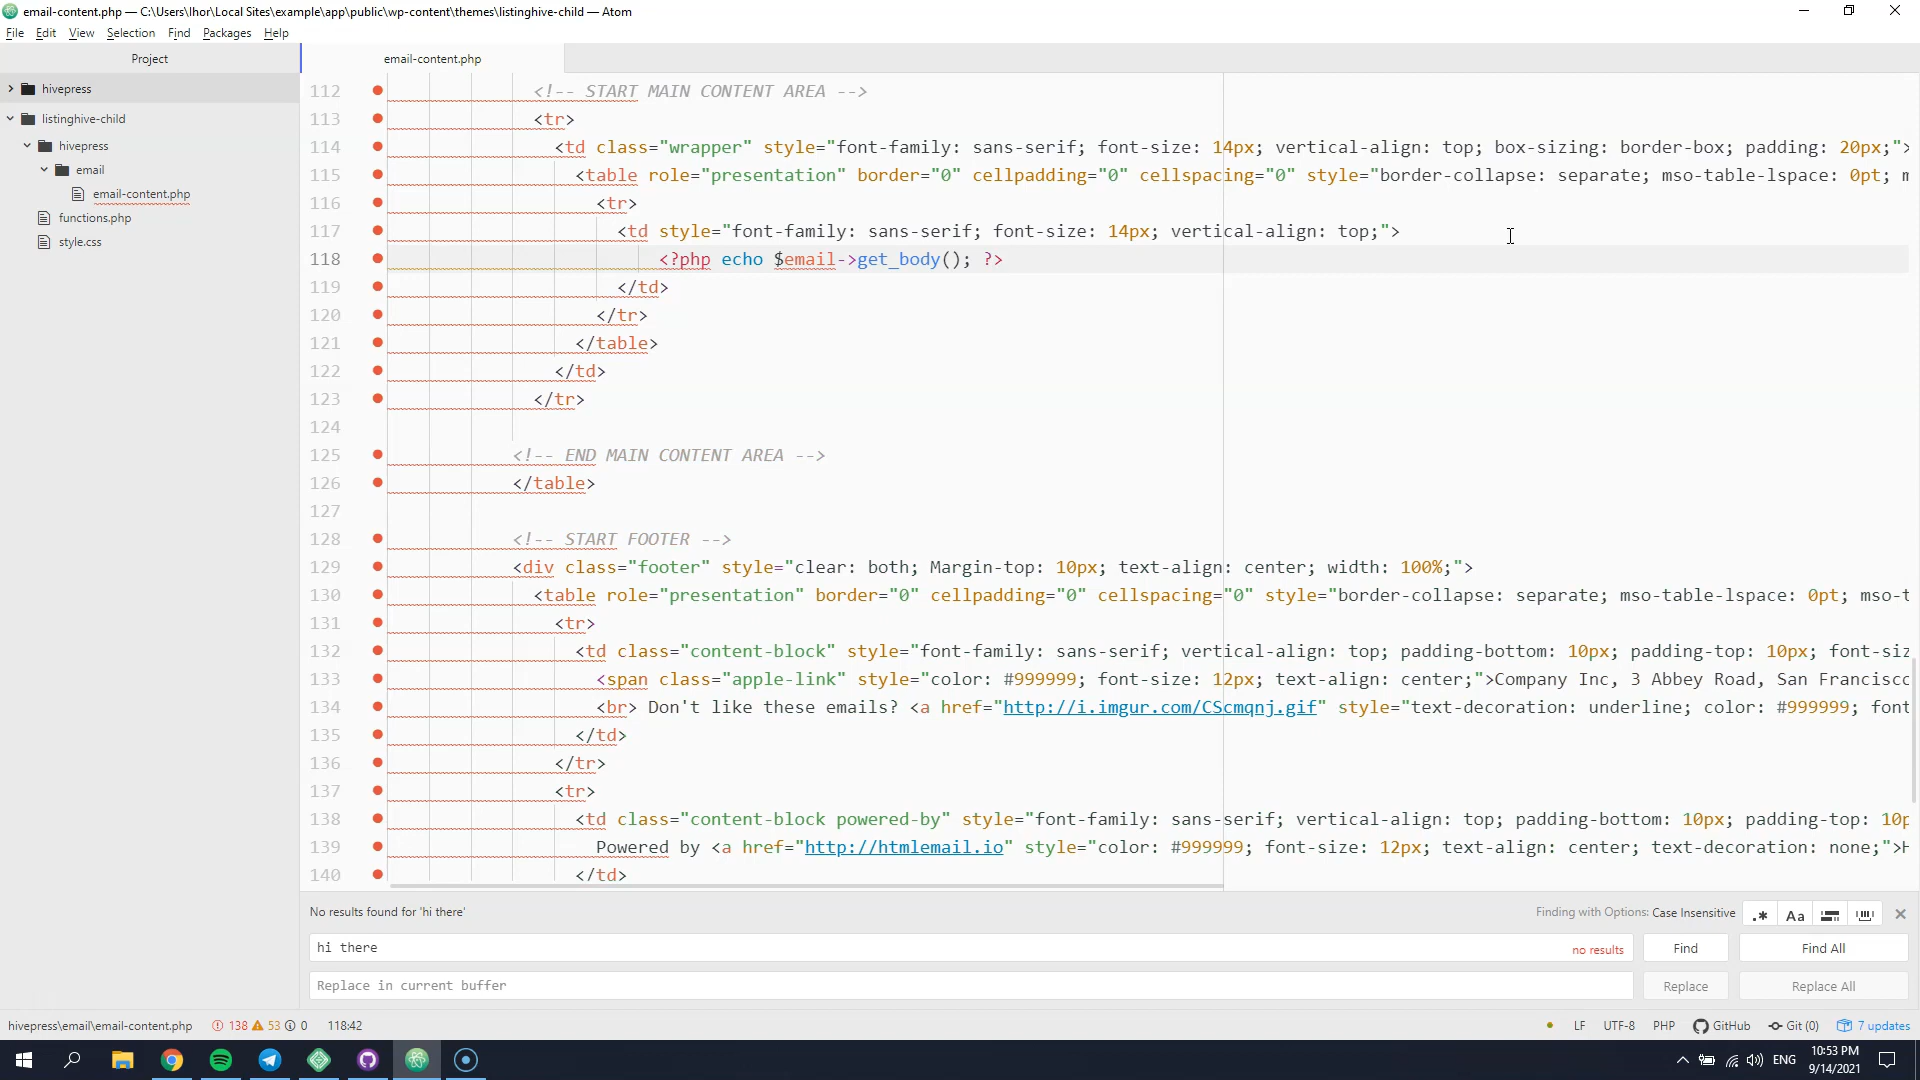 email-content.php — C:\Users\Ihor\Local Sites\example\app\public\wp-content\themes\listinghive-child — Atom
File Edit View Selection Find Packages Help
Project
email-content.php
hivepress
listinghive-child
hivepress
email
email-content.php
functions.php
style.css
112 <!-- START MAIN CONTENT AREA -->
113 <tr>
114 <td class="wrapper" style="font-family: sans-serif; font-size: 14px; vertical-align: top; box-sizing: border-box; padding: 20px;">
115 <table role="presentation" border="0" cellpadding="0" cellspacing="0" style="border-collapse: separate; mso-table-lspace: 0pt; m
116 <tr>
117 <td style="font-family: sans-serif; font-size: 14px; vertical-align: top;">
118 <?php echo $email->get_body(); ?>
119 </td>
120 </tr>
121 </table>
122 </td>
123 </tr>
124
125 <!-- END MAIN CONTENT AREA -->
126 </table>
127
128 <!-- START FOOTER -->
129 <div class="footer" style="clear: both; Margin-top: 10px; text-align: center; width: 100%;">
130 <table role="presentation" border="0" cellpadding="0" cellspacing="0" style="border-collapse: separate; mso-table-lspace: 0pt; mso-t
131 <tr>
132 <td class="content-block" style="font-family: sans-serif; vertical-align: top; padding-bottom: 10px; padding-top: 10px; font-siz
133 <span class="apple-link" style="color: #999999; font-size: 12px; text-align: center;">Company Inc, 3 Abbey Road, San Francisco
134 <br> Don't like these emails? <a href="http://i.imgur.com/CScmqnj.gif" style="text-decoration: underline; color: #999999; font
135 </td>
136 </tr>
137 <tr>
138 <td class="content-block powered-by" style="font-family: sans-serif; vertical-align: top; padding-bottom: 10px; padding-top: 10p
139 Powered by <a href="http://htmlemail.io" style="color: #999999; font-size: 12px; text-align: center; text-decoration: none;">H
140 </td>
No results found for 'hi there'
Finding with Options: Case Insensitive
.* Aa
hi there
no results
Find
Find All
Replace in current buffer
Replace
Replace All
hivepress\email\email-content.php 138 53 0 118:42
LF UTF-8 PHP GitHub Git (0) 7 updates
ENG
10:53 PM
9/14/2021